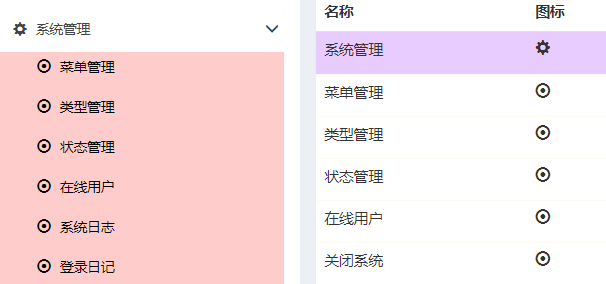 系统管理
菜单管理
类型管理
状态管理
在线用户
系统日志
登录日记
名称 图标
系统管理
菜单管理
类型管理
状态管理
在线用户
关闭系统